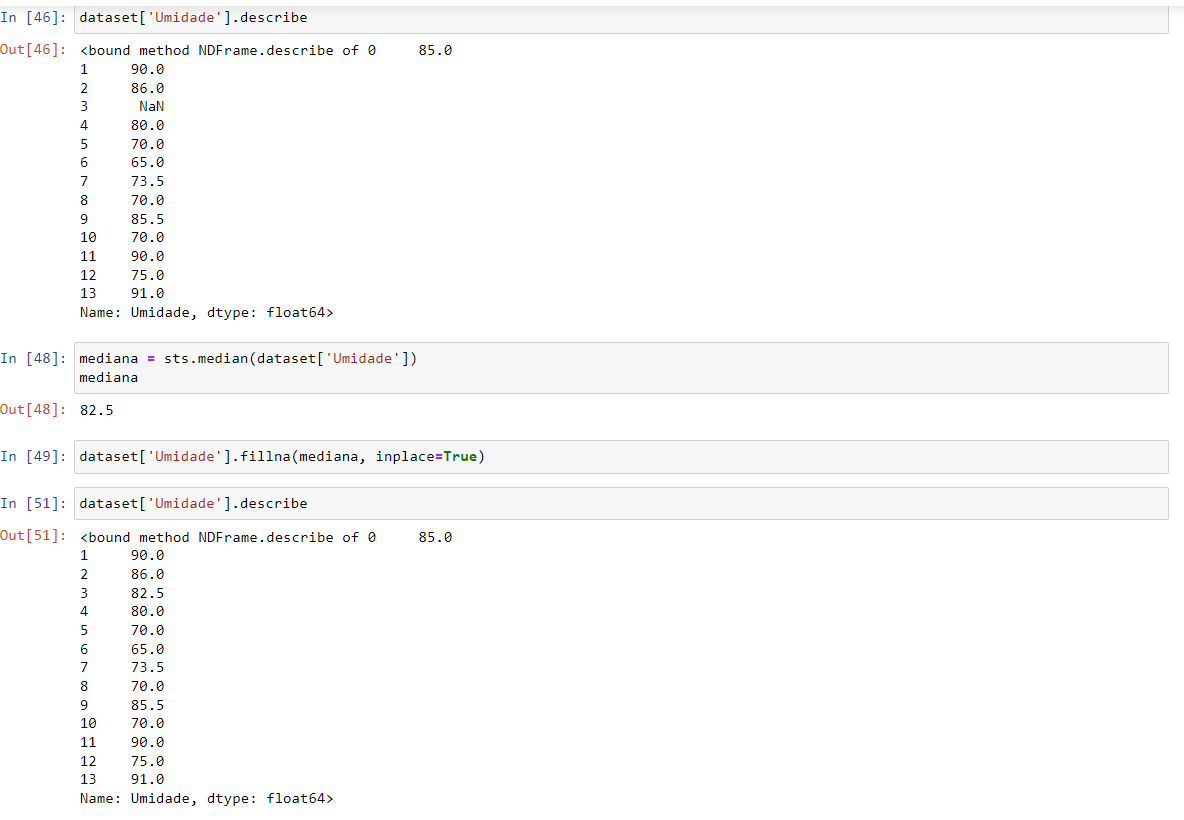 In [46]: dataset['Umidade'].describe
Out[46]: <bound method NDFrame.describe of 0     85.0
1     90.0
2     86.0
3      NaN
4     80.0
5     70.0
6     65.0
7     73.5
8     70.0
9     85.5
10    70.0
11    90.0
12    75.0
13    91.0
Name: Umidade, dtype: float64>
In [48]: mediana = sts.median(dataset['Umidade'])
mediana
Out[48]: 82.5
In [49]: dataset['Umidade'].fillna(mediana, inplace=True)
In [51]: dataset['Umidade'].describe
Out[51]: <bound method NDFrame.describe of 0     85.0
1     90.0
2     86.0
3     82.5
4     80.0
5     70.0
6     65.0
7     73.5
8     70.0
9     85.5
10    70.0
11    90.0
12    75.0
13    91.0
Name: Umidade, dtype: float64>